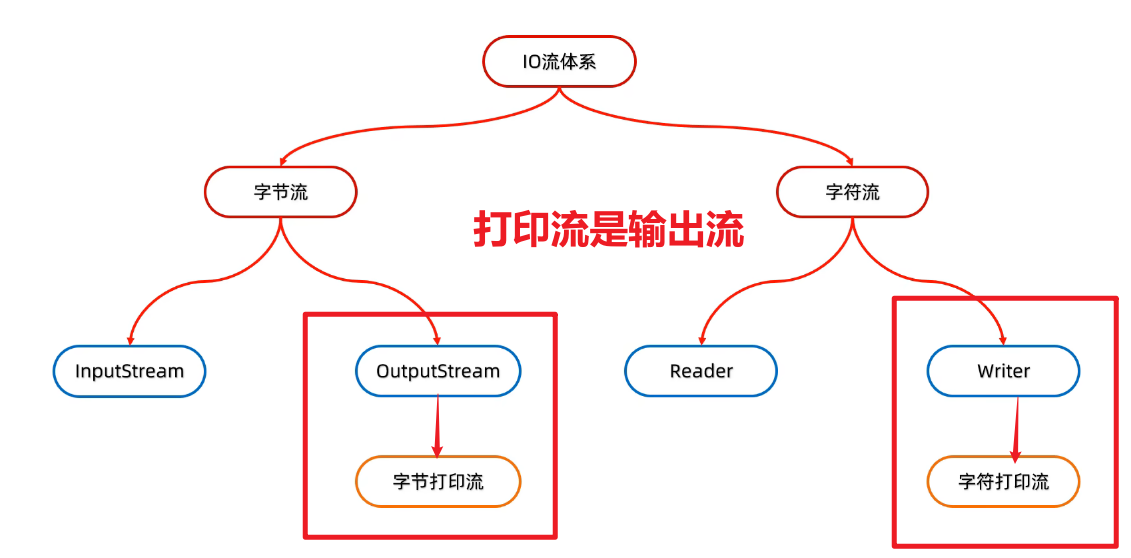 IO流体系
字节流
字符流
打印流是输出流
InputStream
OutputStream
Reader
Writer
字节打印流
字符打印流